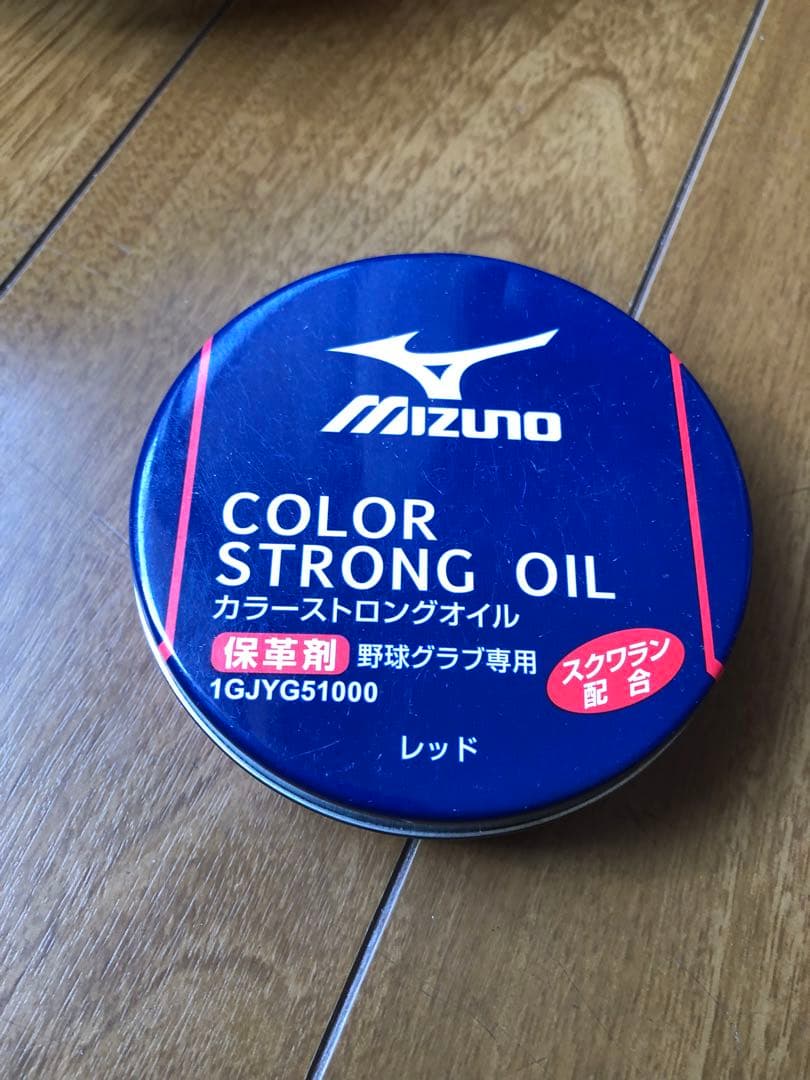 MIZUNO
COLOR
STRONG OIL
カラーストロングオイル
保革剤 野球グラブ専用
1GJYG51000
スクワラン
配合
レッド